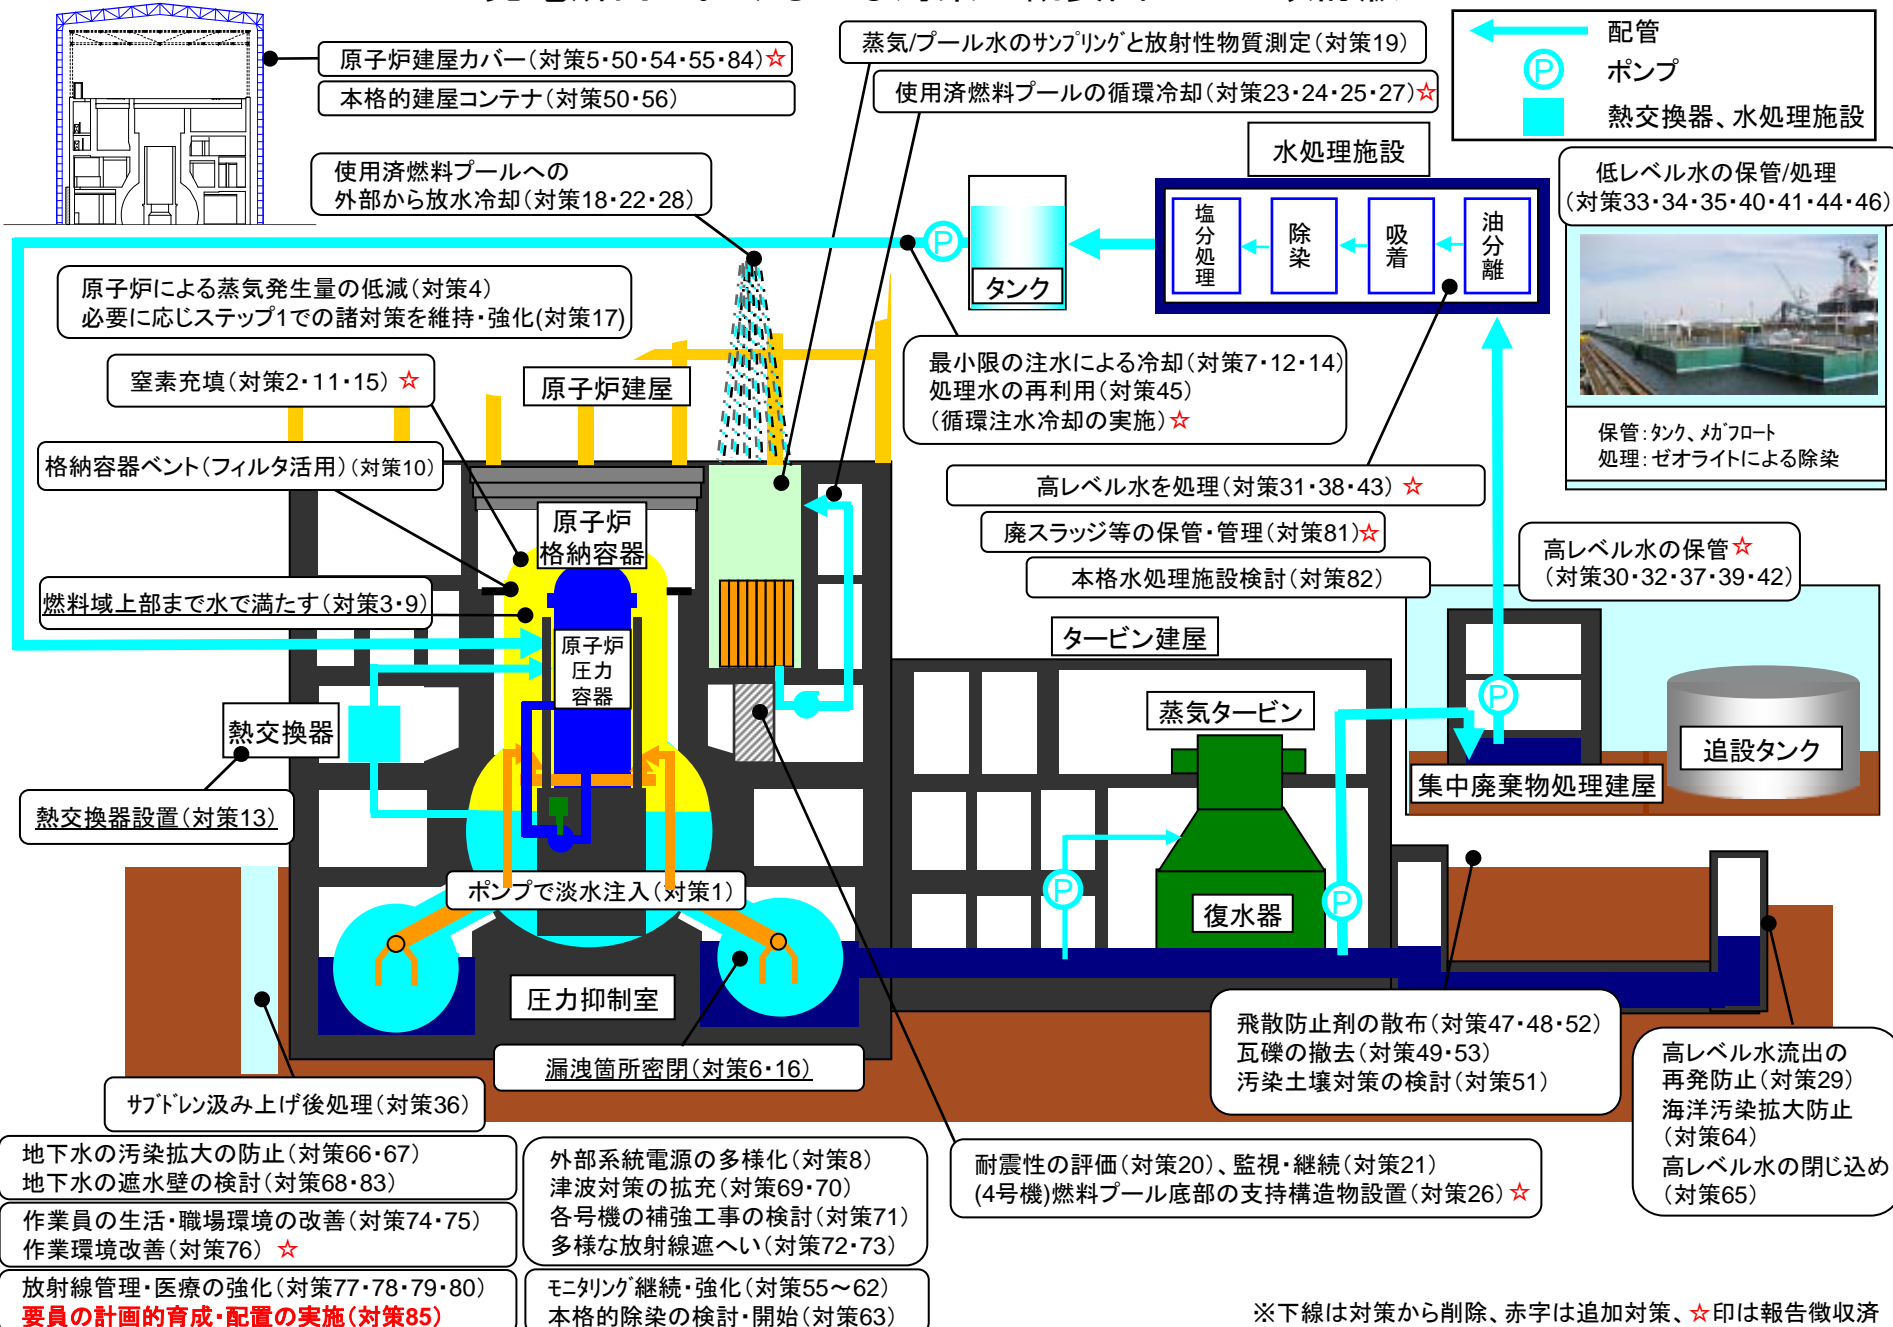 原子炉建屋カバー(対策5・50・54・55・84)☆
本格的建屋コンテナ(対策50・56)
蒸気/プール水のサンプリングと放射性物質測定(対策19)
使用済燃料プールの循環冷却(対策23・24・25・27)☆
配管
P
ポンプ
熱交換器、水処理施設
使用済燃料プールへの
外部から放水冷却(対策18・22・28)
水処理施設
塩分処理
除染
吸着
油分離
P
タンク
低レベル水の保管/処理
(対策33・34・35・40・41・44・46)
保管:タンク、メガフロート
処理:ゼオライトによる除染
原子炉による蒸気発生量の低減(対策4)
必要に応じステップ1での諸対策を維持・強化(対策17)
窒素充填(対策2・11・15) ☆
原子炉建屋
最小限の注水による冷却(対策7・12・14)
処理水の再利用(対策45)
(循環注水冷却の実施)☆
格納容器ベント(フィルタ活用)(対策10)
高レベル水を処理(対策31・38・43) ☆
廃スラッジ等の保管・管理(対策81)☆
本格水処理施設検討(対策82)
高レベル水の保管☆
(対策30・32・37・39・42)
原子炉
格納容器
燃料域上部まで水で満たす(対策3・9)
原子炉
圧力
容器
タービン建屋
蒸気タービン
P
追設タンク
集中廃棄物処理建屋
熱交換器
熱交換器設置(対策13)
ポンプで淡水注入(対策1)
P
復水器
P
圧力抑制室
漏洩箇所密閉(対策6・16)
サブドレン汲み上げ後処理(対策36)
飛散防止剤の散布(対策47・48・52)
瓦礫の撤去(対策49・53)
汚染土壌対策の検討(対策51)
高レベル水流出の
再発防止(対策29)
海洋汚染拡大防止
(対策64)
高レベル水の閉じ込め
(対策65)
地下水の汚染拡大の防止(対策66・67)
地下水の遮水壁の検討(対策68・83)
作業員の生活・職場環境の改善(対策74・75)
作業環境改善(対策76) ☆
放射線管理・医療の強化(対策77・78・79・80)
要員の計画的育成・配置の実施(対策85)
外部系統電源の多様化(対策8)
津波対策の拡充(対策69・70)
各号機の補強工事の検討(対策71)
多様な放射線遮へい(対策72・73)
モニタリング継続・強化(対策55～62)
本格的除染の検討・開始(対策63)
耐震性の評価(対策20)、監視・継続(対策21)
(4号機)燃料プール底部の支持構造物設置(対策26)☆
※下線は対策から削除、赤字は追加対策、☆印は報告徴収済